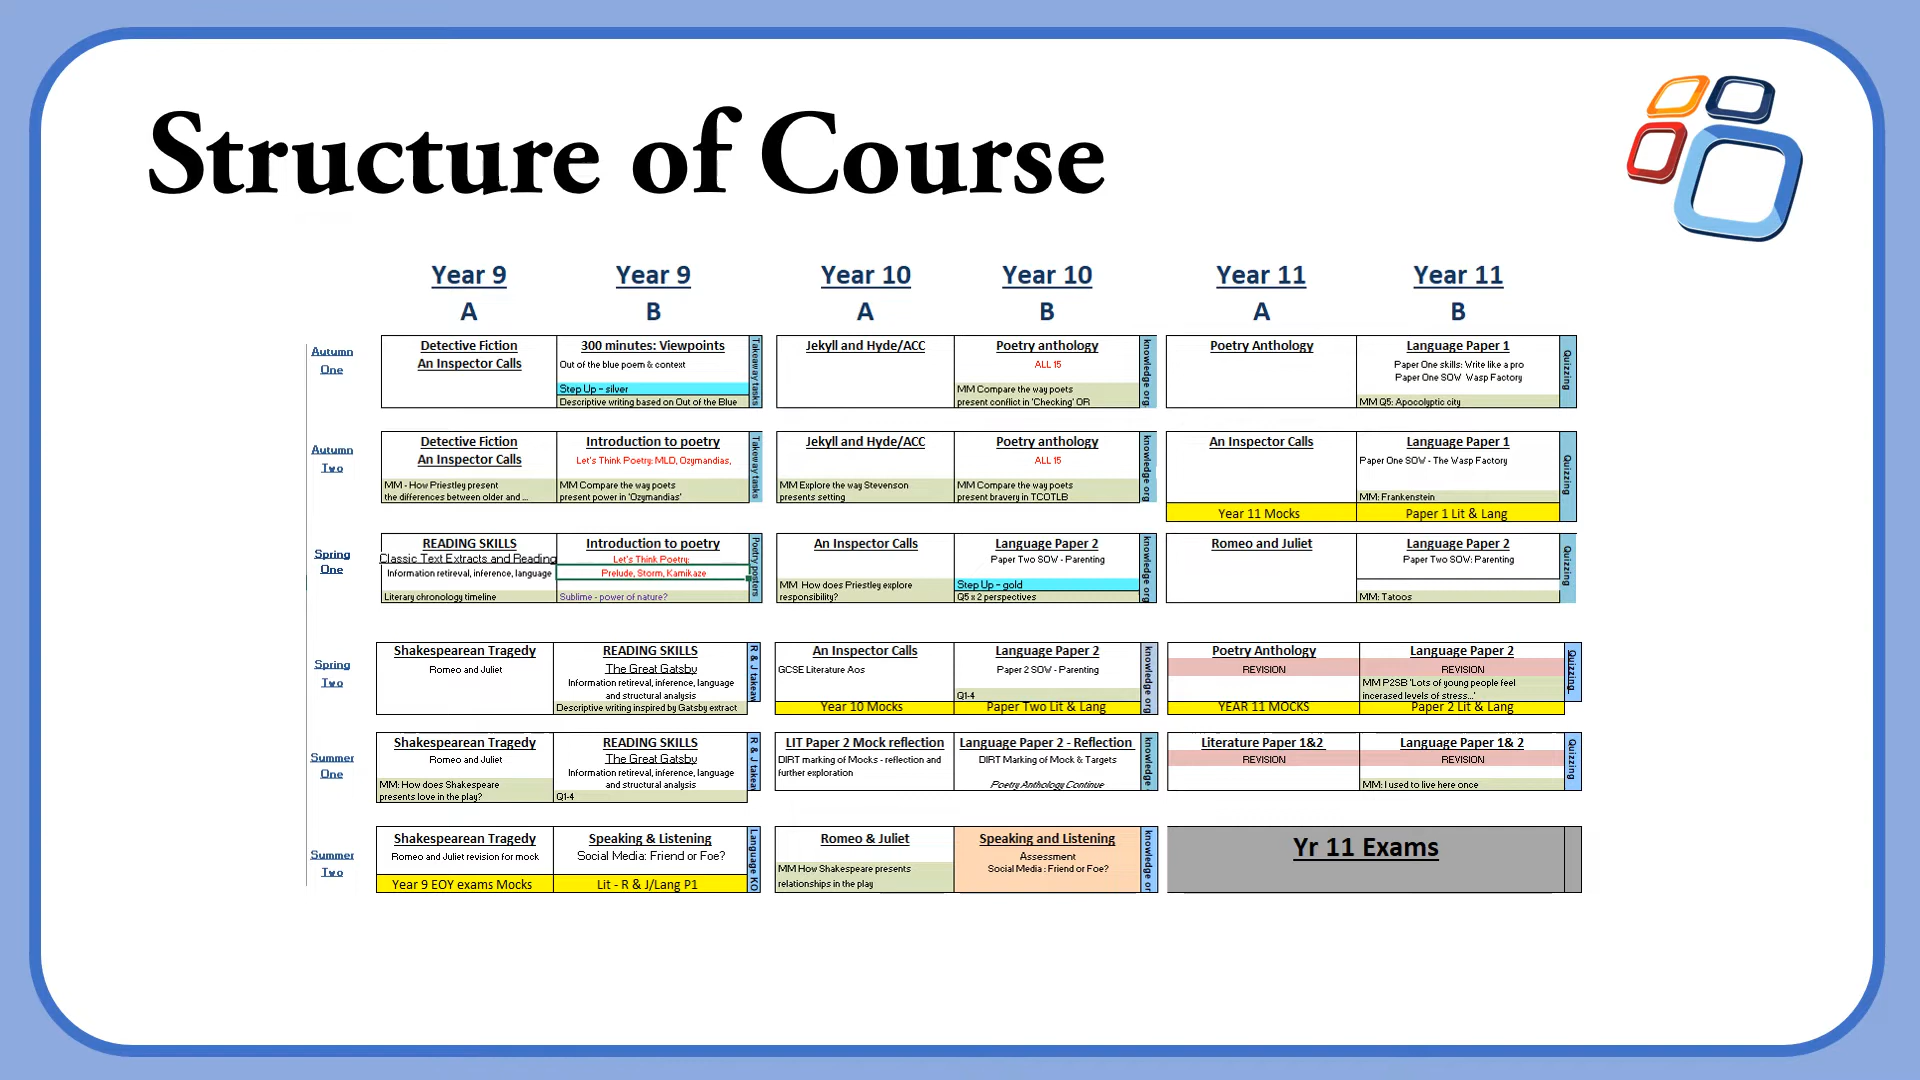 Structure of Course
Year 9
Year 9
Year 10
Year 10
Year 11
Year 11
A
B
A
B
A
B
Autumn
One
Detective Fiction
An Inspector Calls
300 minutes: Viewpoints
Out of the blue poem & context
Step Up - silver
Descriptive writing based on Out of the Blue
Takeway tasks
Jekyll and Hyde/ACC
Poetry anthology
ALL 15
MM Compare the way poets
present conflict in 'Checking' OR
knowledge org
Poetry Anthology
Language Paper 1
Paper One skills: Write like a pro
Paper One SOW Wasp Factory
MM Q5: Apocolyptic city
Quizzing
Autumn
Two
Detective Fiction
An Inspector Calls
MM - How Priestley present
the differences between older and ...
Introduction to poetry
Let's Think Poetry: MLD, Ozymandias,
MM Compare the way poets
present power in 'Ozymandias'
Takeway tasks
Jekyll and Hyde/ACC
MM Explore the way Stevenson
presents setting
Poetry anthology
ALL 15
MM Compare the way poets
present bravery in TCOTLB
knowledge org
An Inspector Calls
Year 11 Mocks
Language Paper 1
Paper One SOW - The Wasp Factory
MM: Frankenstein
Paper 1 Lit & Lang
Quizzing
Spring
One
READING SKILLS
Classic Text Extracts and Reading
Information retireval, inference, language
Literary chronology timeline
Introduction to poetry
Let's Think Poetry:
Prelude, Storm, Kamikaze
Sublime - power of nature?
Poetry posters
An Inspector Calls
MM How does Priestley explore
responsibility?
Language Paper 2
Paper Two SOW - Parenting
Step Up - gold
Q5 x 2 perspectives
knowledge org
Romeo and Juliet
Language Paper 2
Paper Two SOW: Parenting
MM: Tatoos
Quizzing
Spring
Two
Shakespearean Tragedy
Romeo and Juliet
READING SKILLS
The Great Gatsby
Information retireval, inference, language
and structural analysis
Descriptive writing inspired by Gatsby extract
R & J takeaw
An Inspector Calls
GCSE Literature Aos
Year 10 Mocks
Language Paper 2
Paper 2 SOW - Parenting
Q1-4
Paper Two Lit & Lang
knowledge org
Poetry Anthology
REVISION
YEAR 11 MOCKS
Language Paper 2
REVISION
MM P2SB 'Lots of young people feel
incerased levels of stress...'
Paper 2 Lit & Lang
Quizzing
Summer
One
Shakespearean Tragedy
Romeo and Juliet
MM: How does Shakespeare
presents love in the play?
READING SKILLS
The Great Gatsby
Information retireval, inference, language
and structural analysis
Q1-4
R & J takeaw
LIT Paper 2 Mock reflection
DIRT marking of Mocks - reflection and
further exploration
Language Paper 2 - Reflection
DIRT Marking of Mock & Targets
Poetry Anthology Continue
knowledge
Literature Paper 1&2
REVISION
Language Paper 1& 2
REVISION
MM: I used to live here once
Quizzing
Summer
Two
Shakespearean Tragedy
Romeo and Juliet revision for mock
Year 9 EOY exams Mocks
Speaking & Listening
Social Media: Friend or Foe?
Lit - R & J/Lang P1
Language KO
Romeo & Juliet
MM How Shakespeare presents
relationships in the play
Speaking and Listening
Assessment
Social Media : Friend or Foe?
knowledge or
Yr 11 Exams